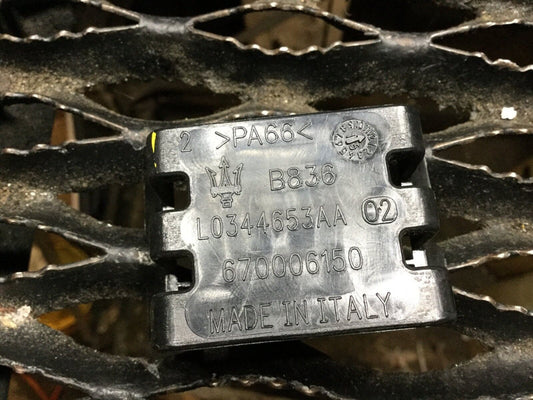 2 >PA66<
B836
L0344653AA 02
670006150
MADE IN ITALY